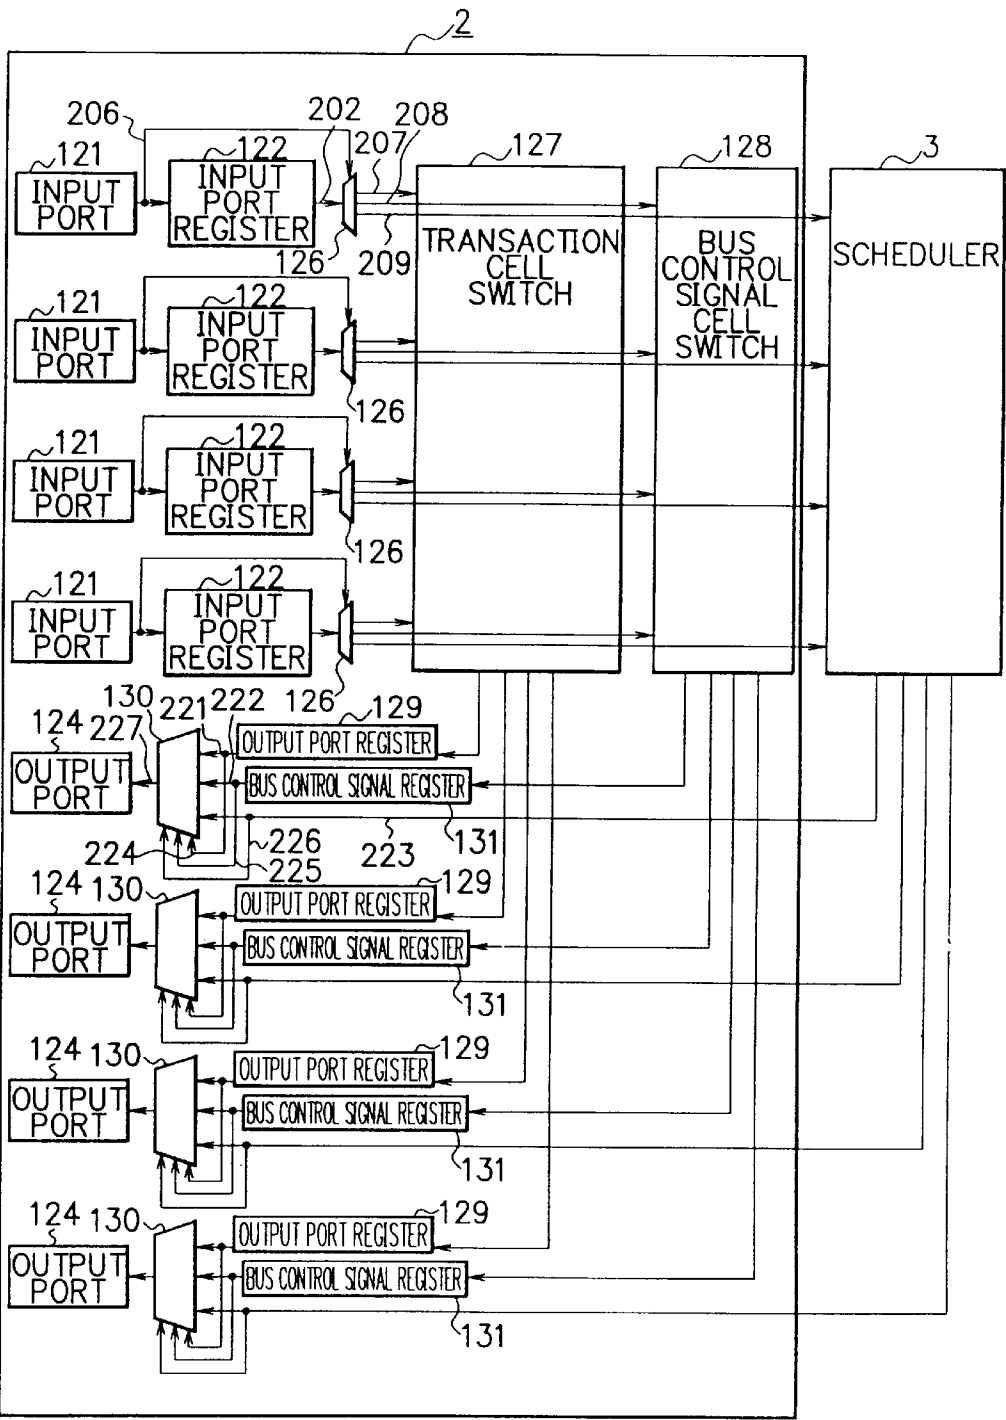 2
206
202
208
207
121
122
127
128
3
INPUT
PORT
INPUT
PORT
REGISTER
126
209
TRANSACTION
CELL
SWITCH
BUS
CONTROL
SIGNAL
CELL
SWITCH
SCHEDULER
121
122
INPUT
PORT
INPUT
PORT
REGISTER
126
121
122
INPUT
PORT
INPUT
PORT
REGISTER
126
121
122
INPUT
PORT
INPUT
PORT
REGISTER
126
124
227
130
221
222
129
OUTPUT
PORT
OUTPUT PORT REGISTER
BUS CONTROL SIGNAL REGISTER
131
224
226
225
223
124
130
129
OUTPUT
PORT
OUTPUT PORT REGISTER
BUS CONTROL SIGNAL REGISTER
131
124
130
129
OUTPUT
PORT
OUTPUT PORT REGISTER
BUS CONTROL SIGNAL REGISTER
131
124
130
129
OUTPUT
PORT
OUTPUT PORT REGISTER
BUS CONTROL SIGNAL REGISTER
131